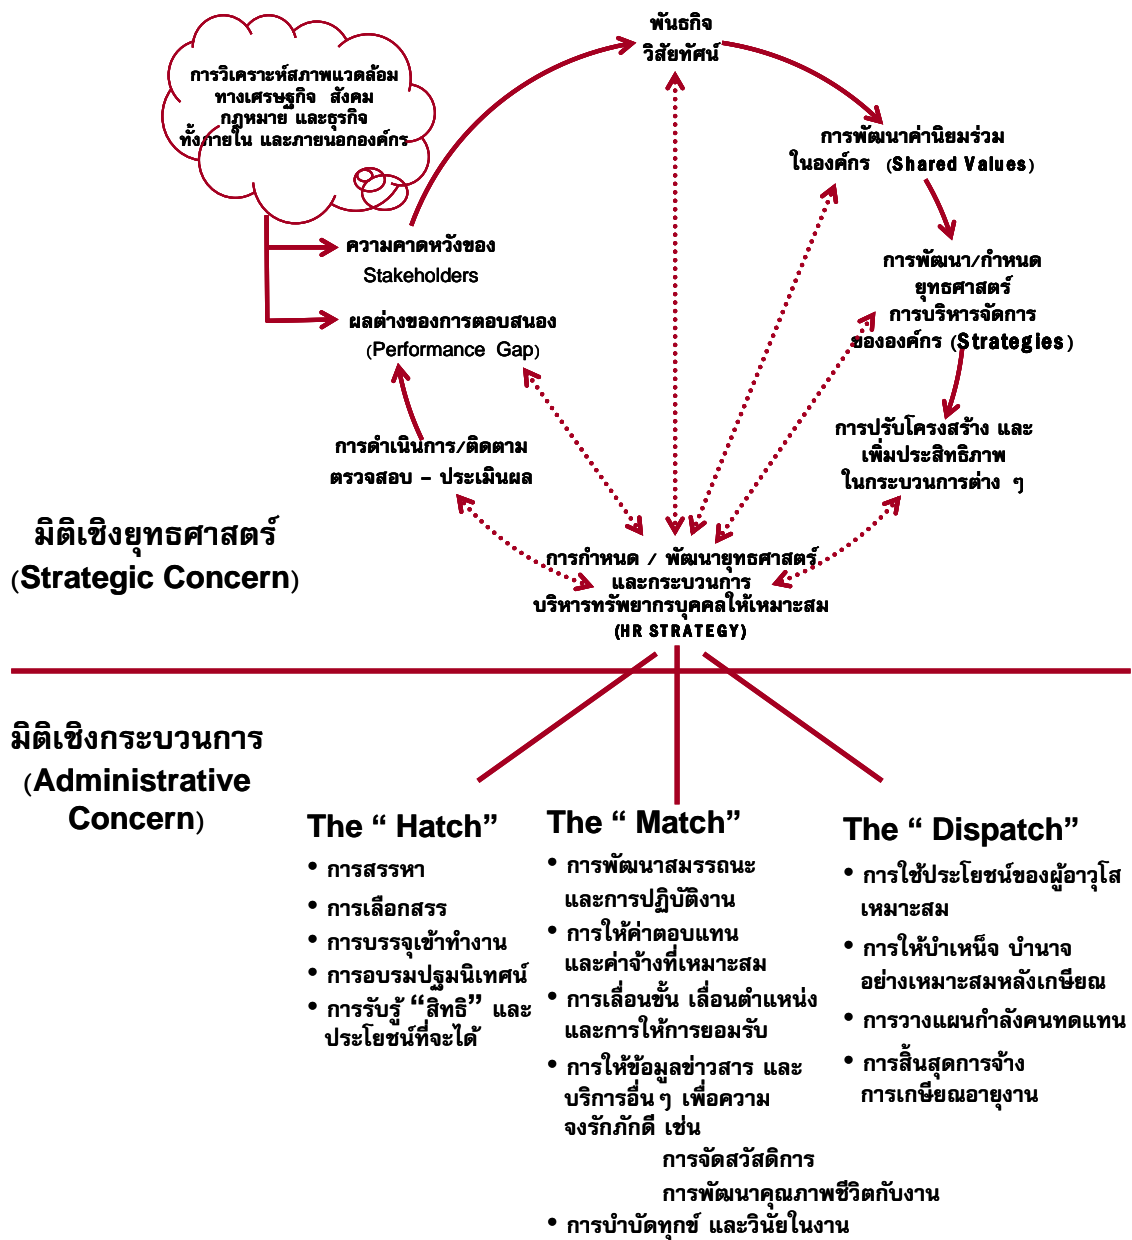 การวิเคราะห์สภาพแวดล้อม
ทางเศรษฐกิจ สังคม
กฎหมาย และธุรกิจ
ทั้งภายใน และภายนอกองค์กร
พันธกิจ
วิสัยทัศน์
การพัฒนาค่านิยมร่วม
ในองค์กร (Shared Values)
การพัฒนา/กำหนด
ยุทธศาสตร์
การบริหารจัดการ
ขององค์กร (Strategies)
การปรับโครงสร้าง และ
เพิ่มประสิทธิภาพ
ในกระบวนการต่าง ๆ
ความคาดหวังของ
Stakeholders
ผลต่างของการตอบสนอง
(Performance Gap)
การดำเนินการ/ติดตาม
ตรวจสอบ – ประเมินผล
มิติเชิงยุทธศาสตร์
(Strategic Concern)
การกำหนด / พัฒนายุทธศาสตร์
และกระบวนการ
บริหารทรัพยากรบุคคลให้เหมาะสม
(HR STRATEGY)
มิติเชิงกระบวนการ
(Administrative
Concern)
The “ Hatch”
• การสรรหา
• การเลือกสรร
• การบรรจุเข้าทำงาน
• การอบรมปฐมนิเทศน์
• การรับรู้ “สิทธิ” และ
ประโยชน์ที่จะได้
The “ Match”
• การพัฒนาสมรรถนะ
และการปฏิบัติงาน
• การให้ค่าตอบแทน
และค่าจ้างที่เหมาะสม
• การเลื่อนขั้น เลื่อนตำแหน่ง
และการให้การยอมรับ
• การให้ข้อมูลข่าวสาร และ
บริการอื่น ๆ เพื่อความ
จงรักภักดี เช่น
การจัดสวัสดิการ
การพัฒนาคุณภาพชีวิตกับงาน
• การบำบัดทุกข์ และวินัยในงาน
The “ Dispatch”
• การใช้ประโยชน์ของผู้อาวุโส
เหมาะสม
• การให้บำเหน็จ บำนาจ
อย่างเหมาะสมหลังเกษียณ
• การวางแผนกำลังคนทดแทน
• การสิ้นสุดการจ้าง
การเกษียณอายุงาน